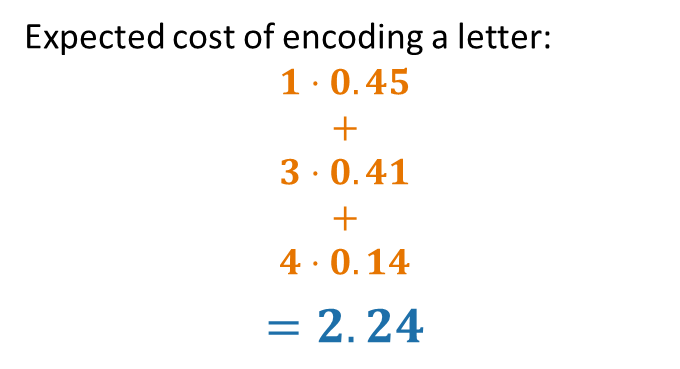 Expected cost of encoding a letter:
1 · 0.45
+
3 · 0.41
+
4 · 0.14
= 2.24